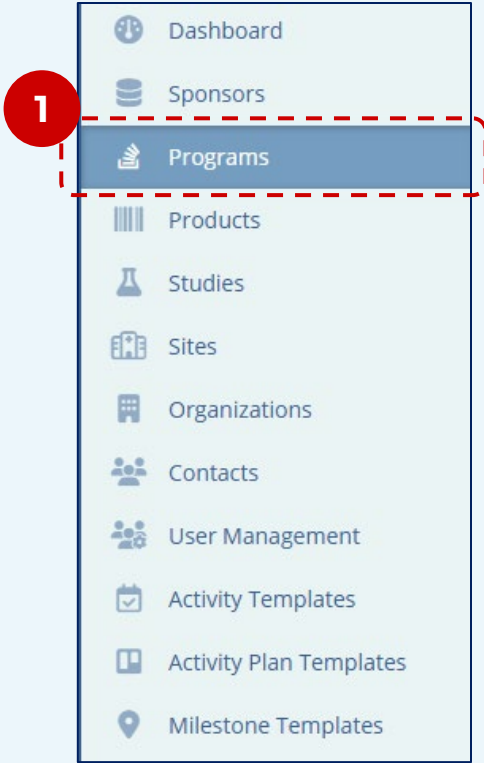 Dashboard
Sponsors
1
Programs
Products
Studies
Sites
Organizations
Contacts
User Management
Activity Templates
Activity Plan Templates
Milestone Templates